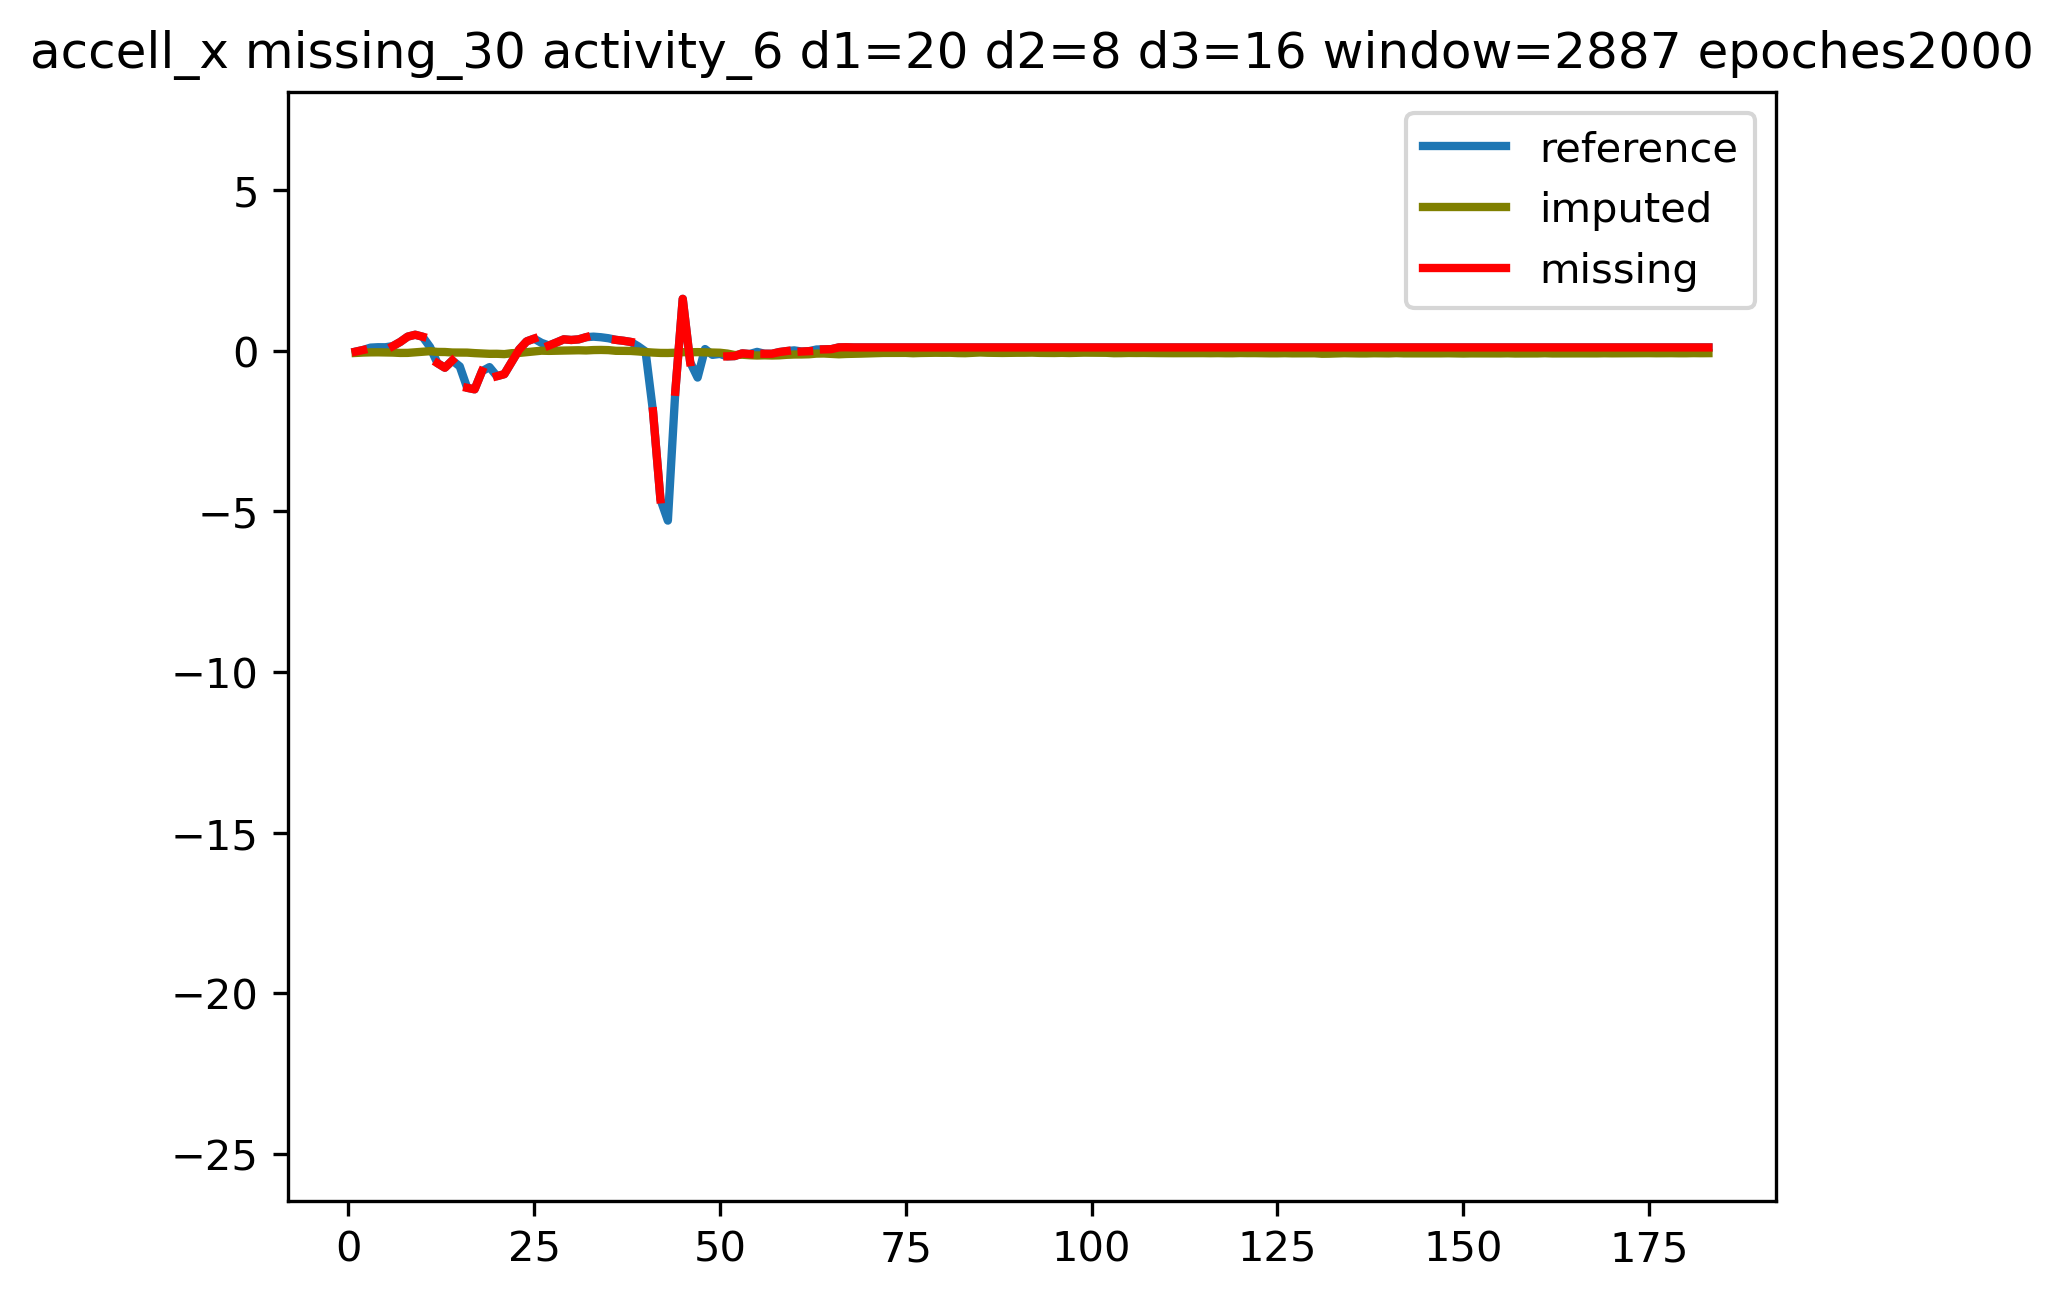 accell_x missing_30 activity_6 d1=20 d2=8 d3=16 window=2887 epoches2000
reference
imputed
missing
5
0
−5
−10
−15
−20
−25
0 25 50 75 100 125 150 175